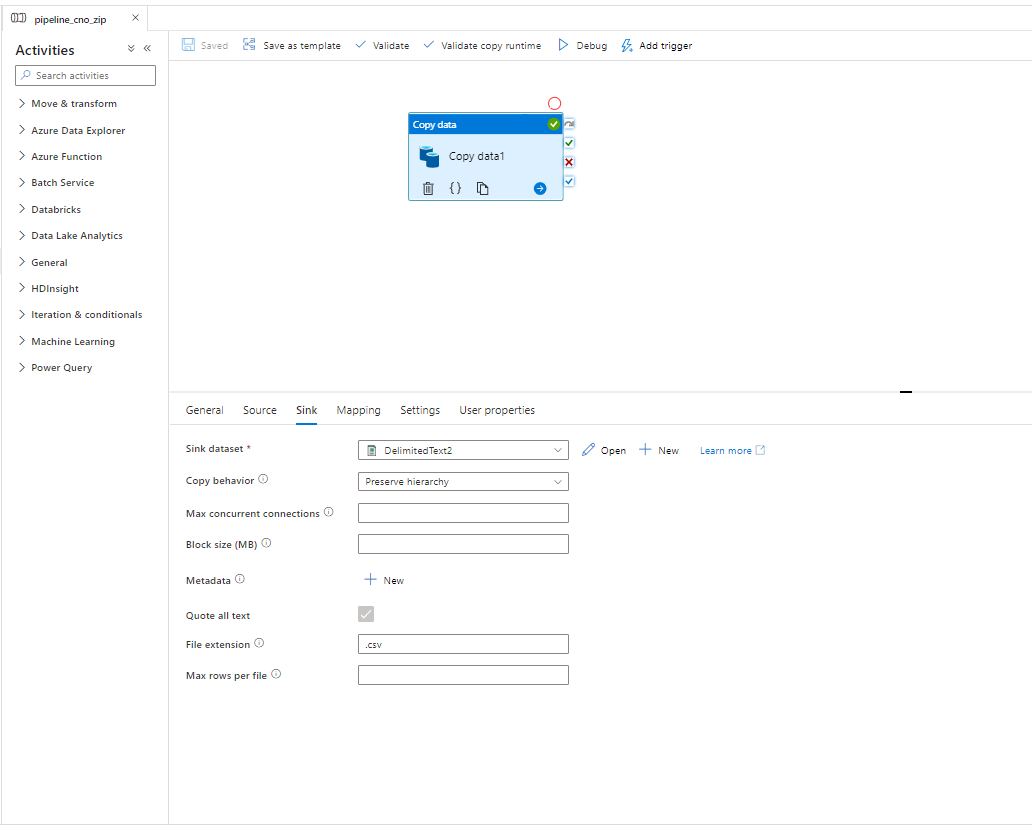 pipeline_cno_zip
Activities
Saved
Save as template
Validate
Validate copy runtime
Debug
Add trigger
Search activities
Move & transform
Azure Data Explorer
Azure Function
Batch Service
Databricks
Data Lake Analytics
General
HDInsight
Iteration & conditionals
Machine Learning
Power Query
Copy data
Copy data1
{}
General
Source
Sink
Mapping
Settings
User properties
Sink dataset *
DelimitedText2
Open
New
Learn more
Copy behavior
Preserve hierarchy
Max concurrent connections
Block size (MB)
Metadata
New
Quote all text
File extension
.csv
Max rows per file